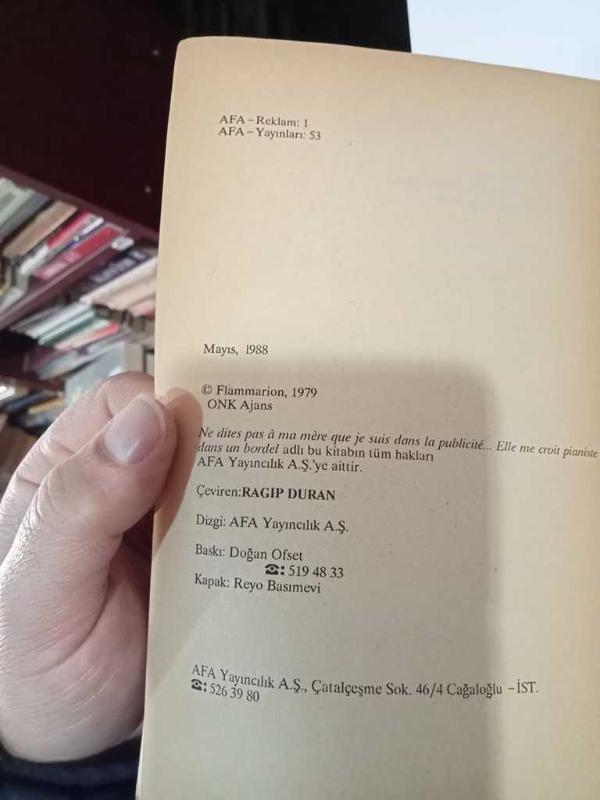 AFA – Reklam: 1
AFA – Yayınları: 53
Mayıs, 1988
© Flammarion, 1979
ONK Ajans
Ne dites pas à ma mère que je suis dans la publicité... Elle me croit pianiste
dans un bordel adlı bu kitabın tüm hakları
AFA Yayıncılık A.Ş.'ye aittir.
Çeviren:RAGIP DURAN
Dizgi: AFA Yayıncılık A.Ş.
Baskı: Doğan Ofset
☎: 519 48 33
Kapak: Reyo Basımevi
AFA Yayıncılık A.Ş., Çatalçeşme Sok. 46/4 Cağaloğlu – İST.
☎: 526 39 80